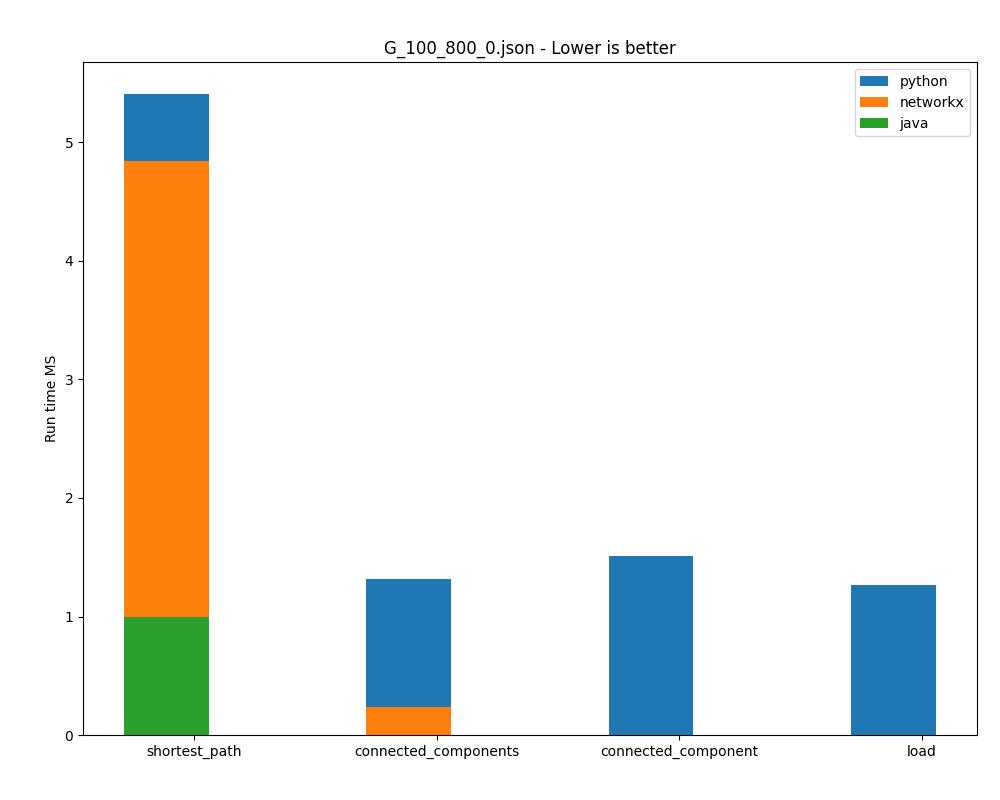 G_100_800_0.json - Lower is better
python
networkx
java
Run time MS
5
4
3
2
1
0
shortest_path
connected_components
connected_component
load